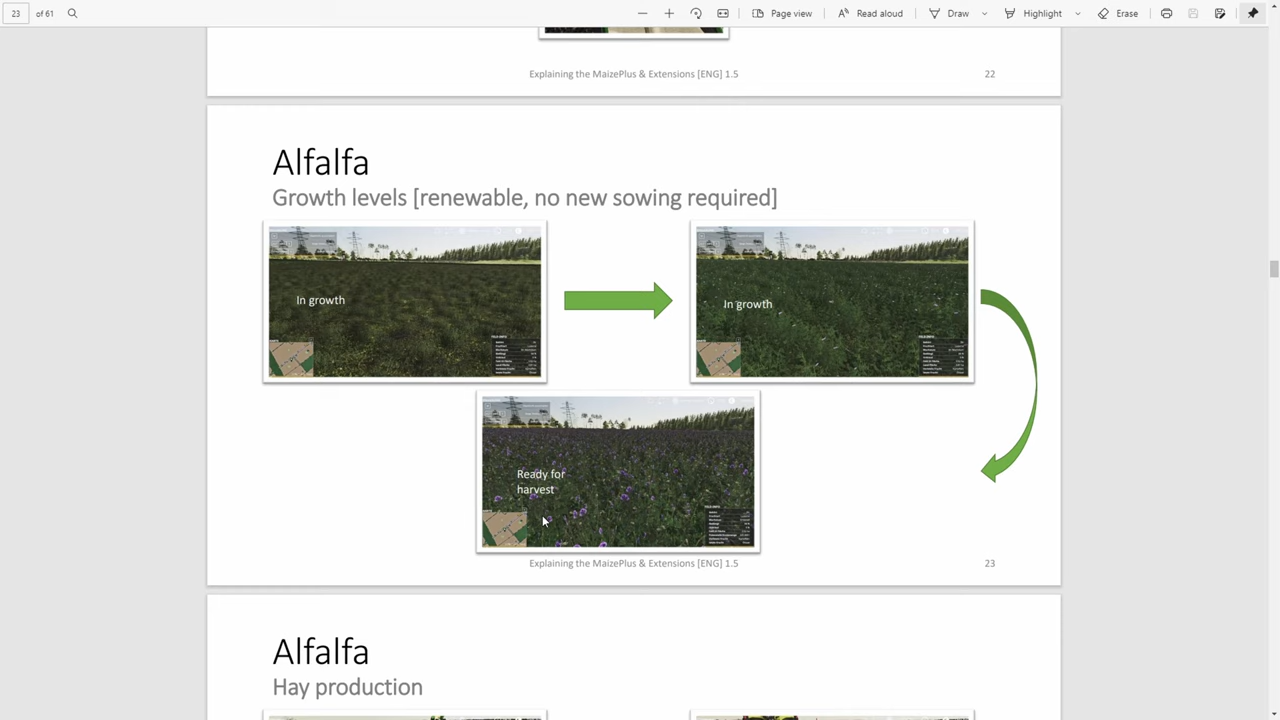 23 of 61 Page view Read aloud Draw Highlight Erase
Explaining the MaizePlus & Extensions [ENG] 1.5 22
Alfalfa
Growth levels [renewable, no new sowing required]
In growth
In growth
Ready for
harvest
Explaining the MaizePlus & Extensions [ENG] 1.5 23
Alfalfa
Hay production